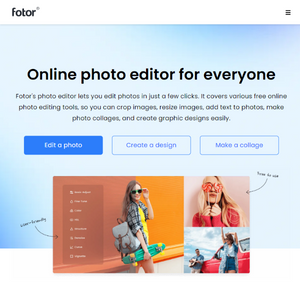 fotor
Online photo editor for everyone
Fotor's photo editor lets you edit photos in just a few clicks. It covers various free online
photo editing tools, so you can crop images, resize images, add text to photos, make
photo collages, and create graphic designs easily.
Edit a photo
Create a design
Make a collage
Free to use
User-friendly